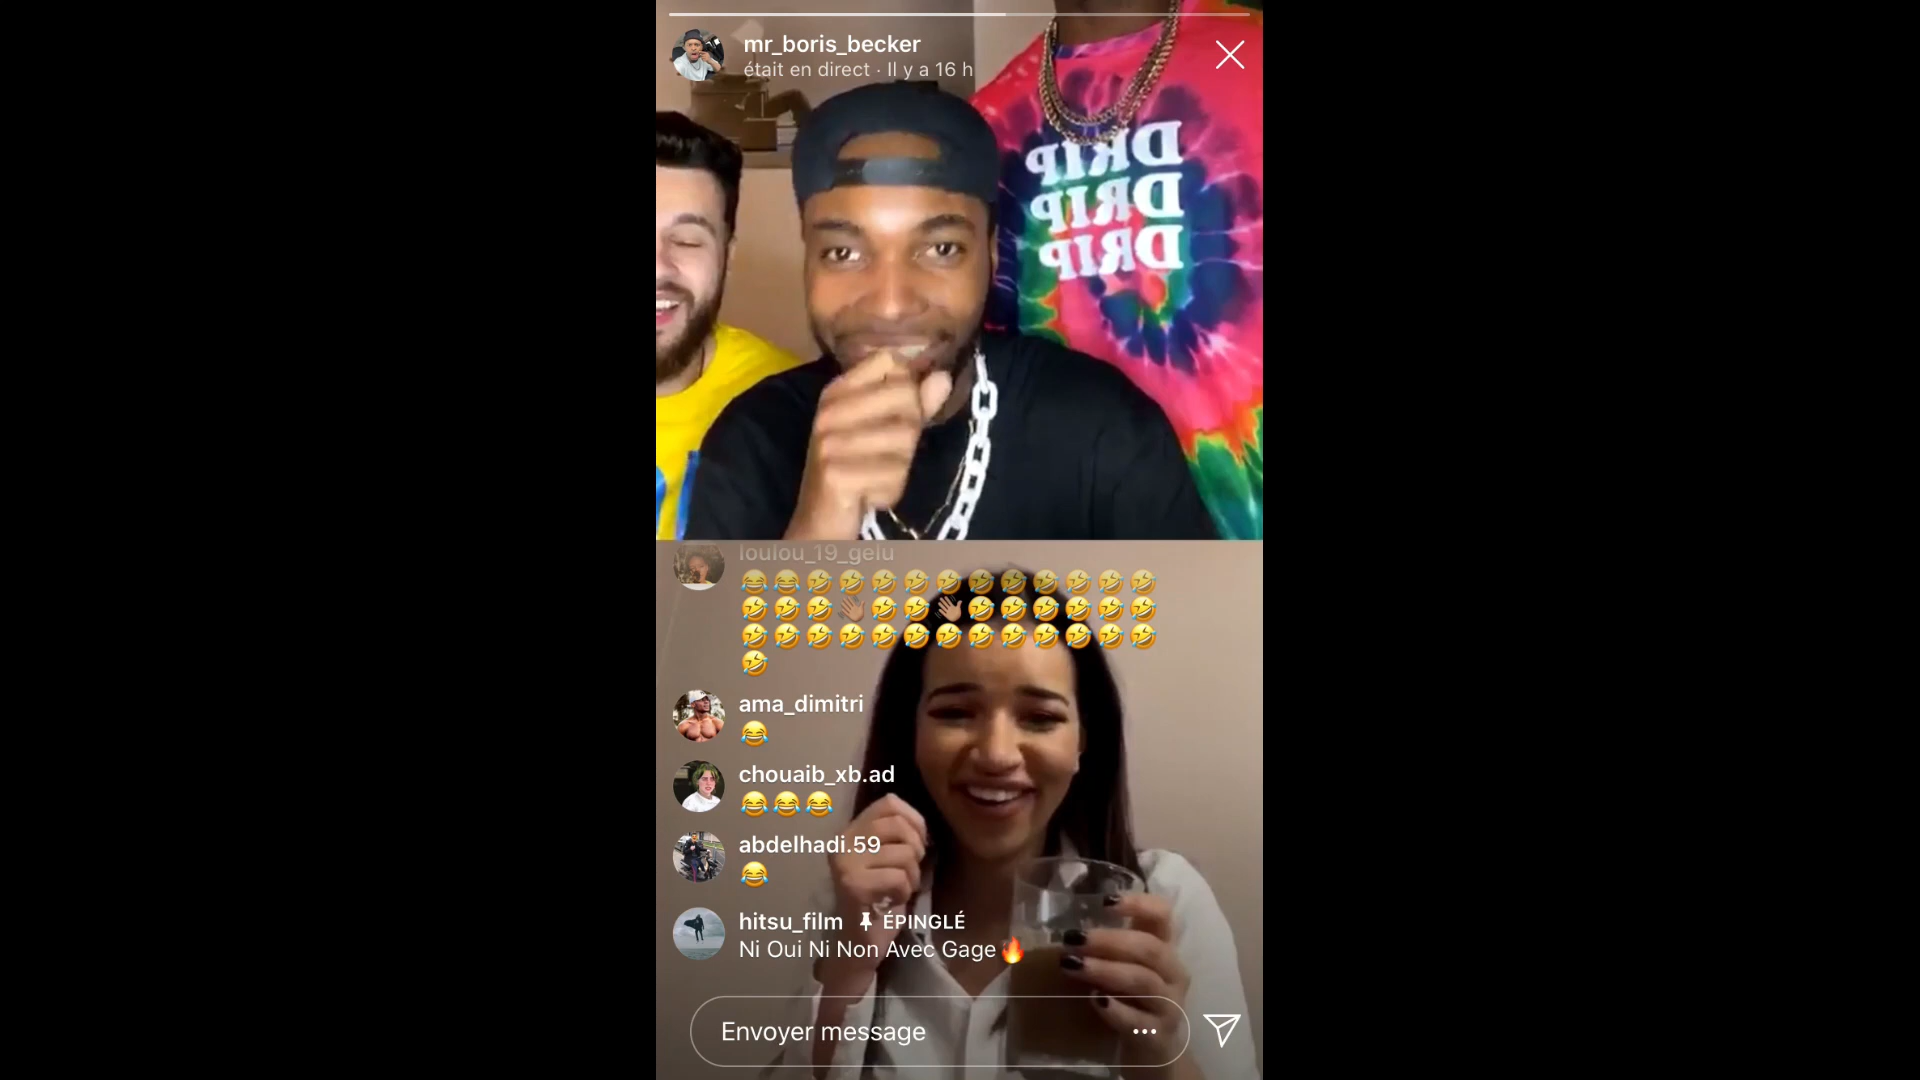 mr_boris_becker
était en direct · Il y a 16 h
DRIP
DRIP
DRIP
loulou_19_gelu
😂😂🤣🤣🤣🤣🤣🤣🤣🤣🤣🤣🤣
🤣🤣🤣👋🏽🤣🤣👋🏽🤣🤣🤣🤣🤣🤣
🤣🤣🤣🤣🤣🤣🤣🤣🤣🤣🤣🤣🤣
🤣
ama_dimitri
😂
chouaib_xb.ad
😂😂😂
abdelhadi.59
😂
hitsu_film 📌 ÉPINGLÉ
Ni Oui Ni Non Avec Gage🔥
Envoyer message